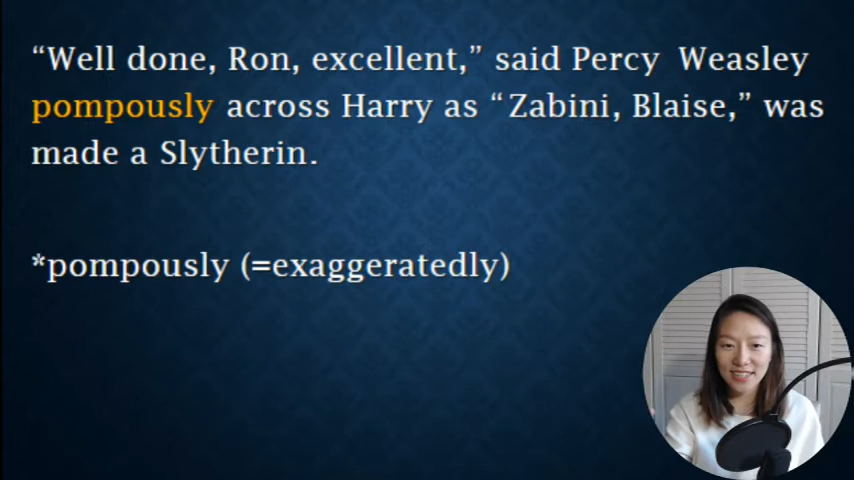 “Well done, Ron, excellent,” said Percy Weasley
pompously across Harry as “Zabini, Blaise,” was
made a Slytherin.
*pompously (=exaggeratedly)